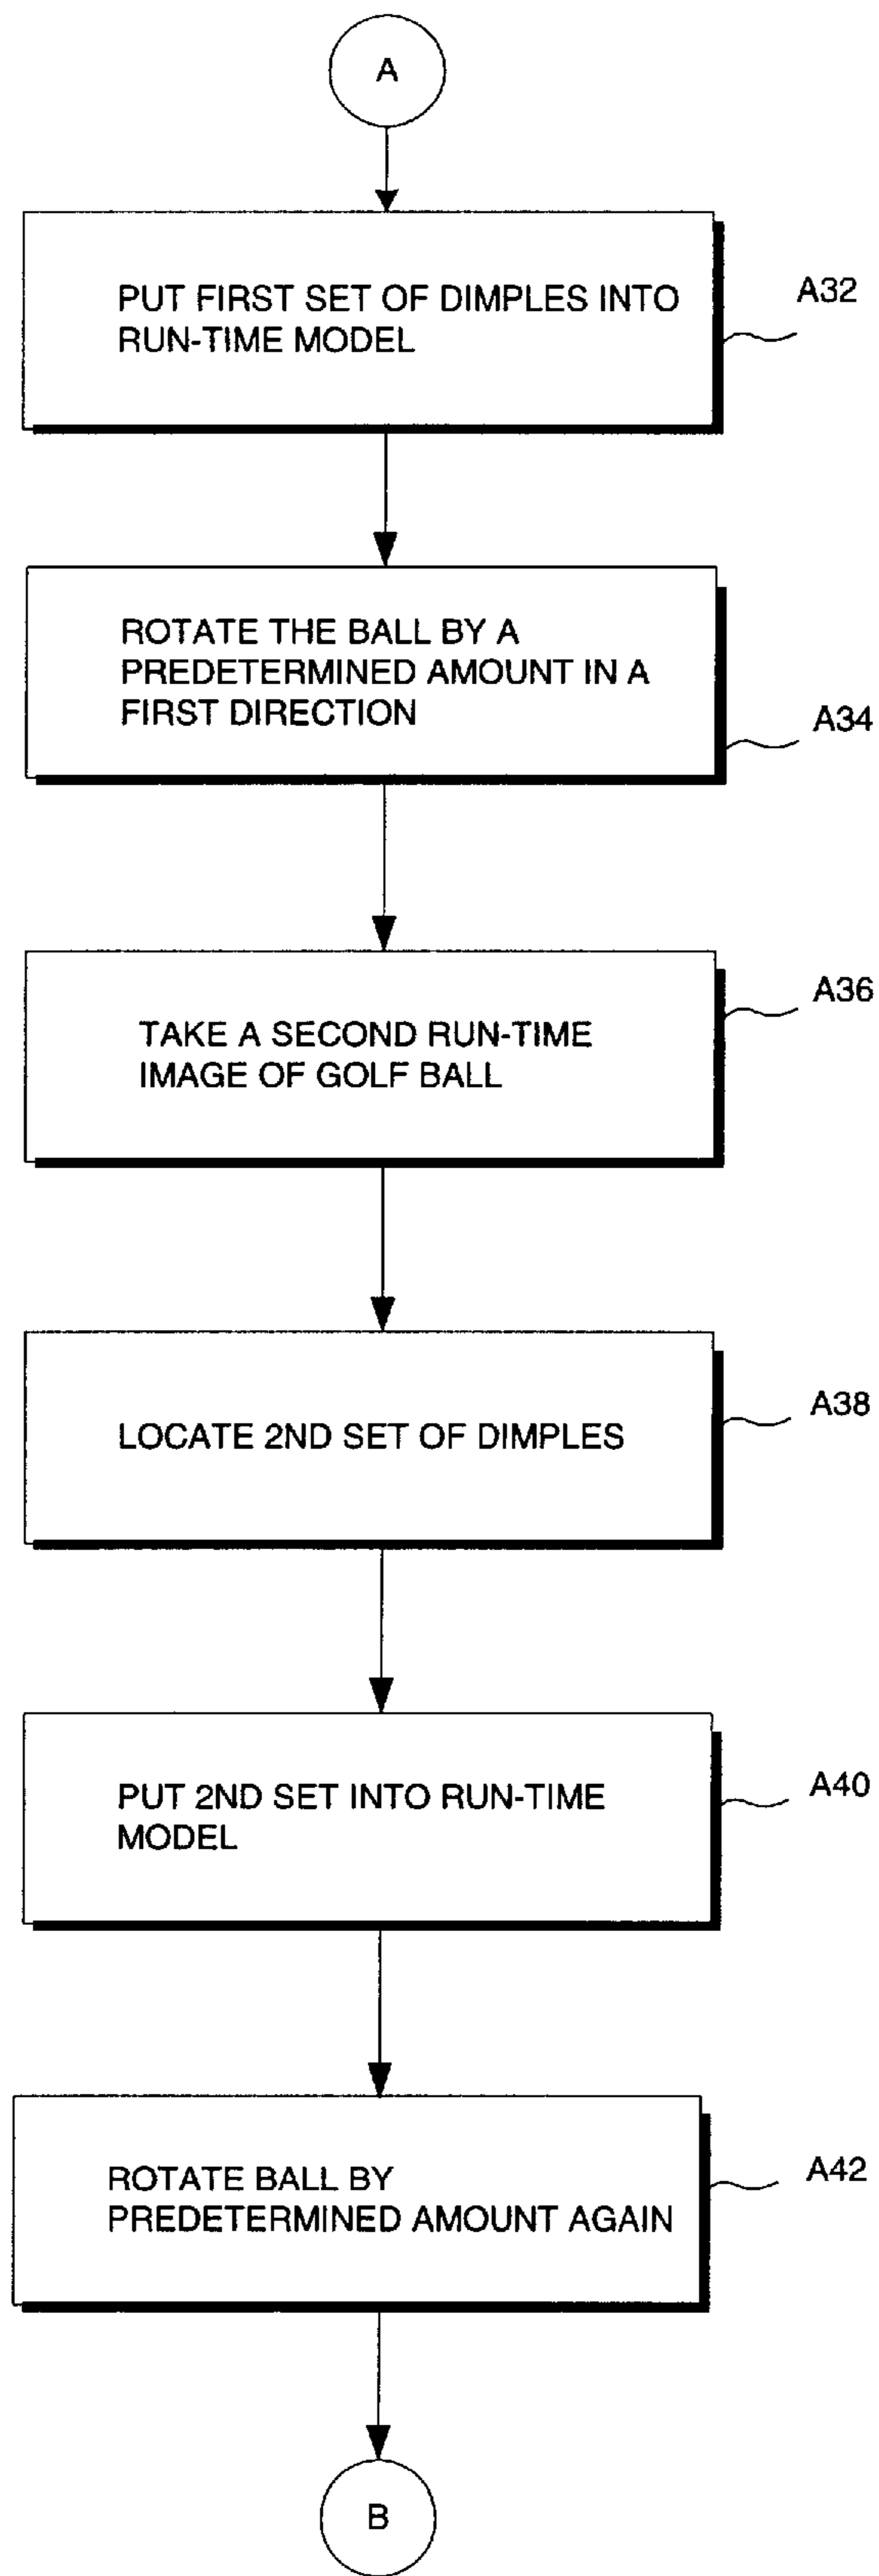 A
PUT FIRST SET OF DIMPLES INTO
RUN-TIME MODEL
A32
ROTATE THE BALL BY A
PREDETERMINED AMOUNT IN A
FIRST DIRECTION
A34
TAKE A SECOND RUN-TIME
IMAGE OF GOLF BALL
A36
LOCATE 2ND SET OF DIMPLES
A38
PUT 2ND SET INTO RUN-TIME
MODEL
A40
ROTATE BALL BY
PREDETERMINED AMOUNT AGAIN
A42
B